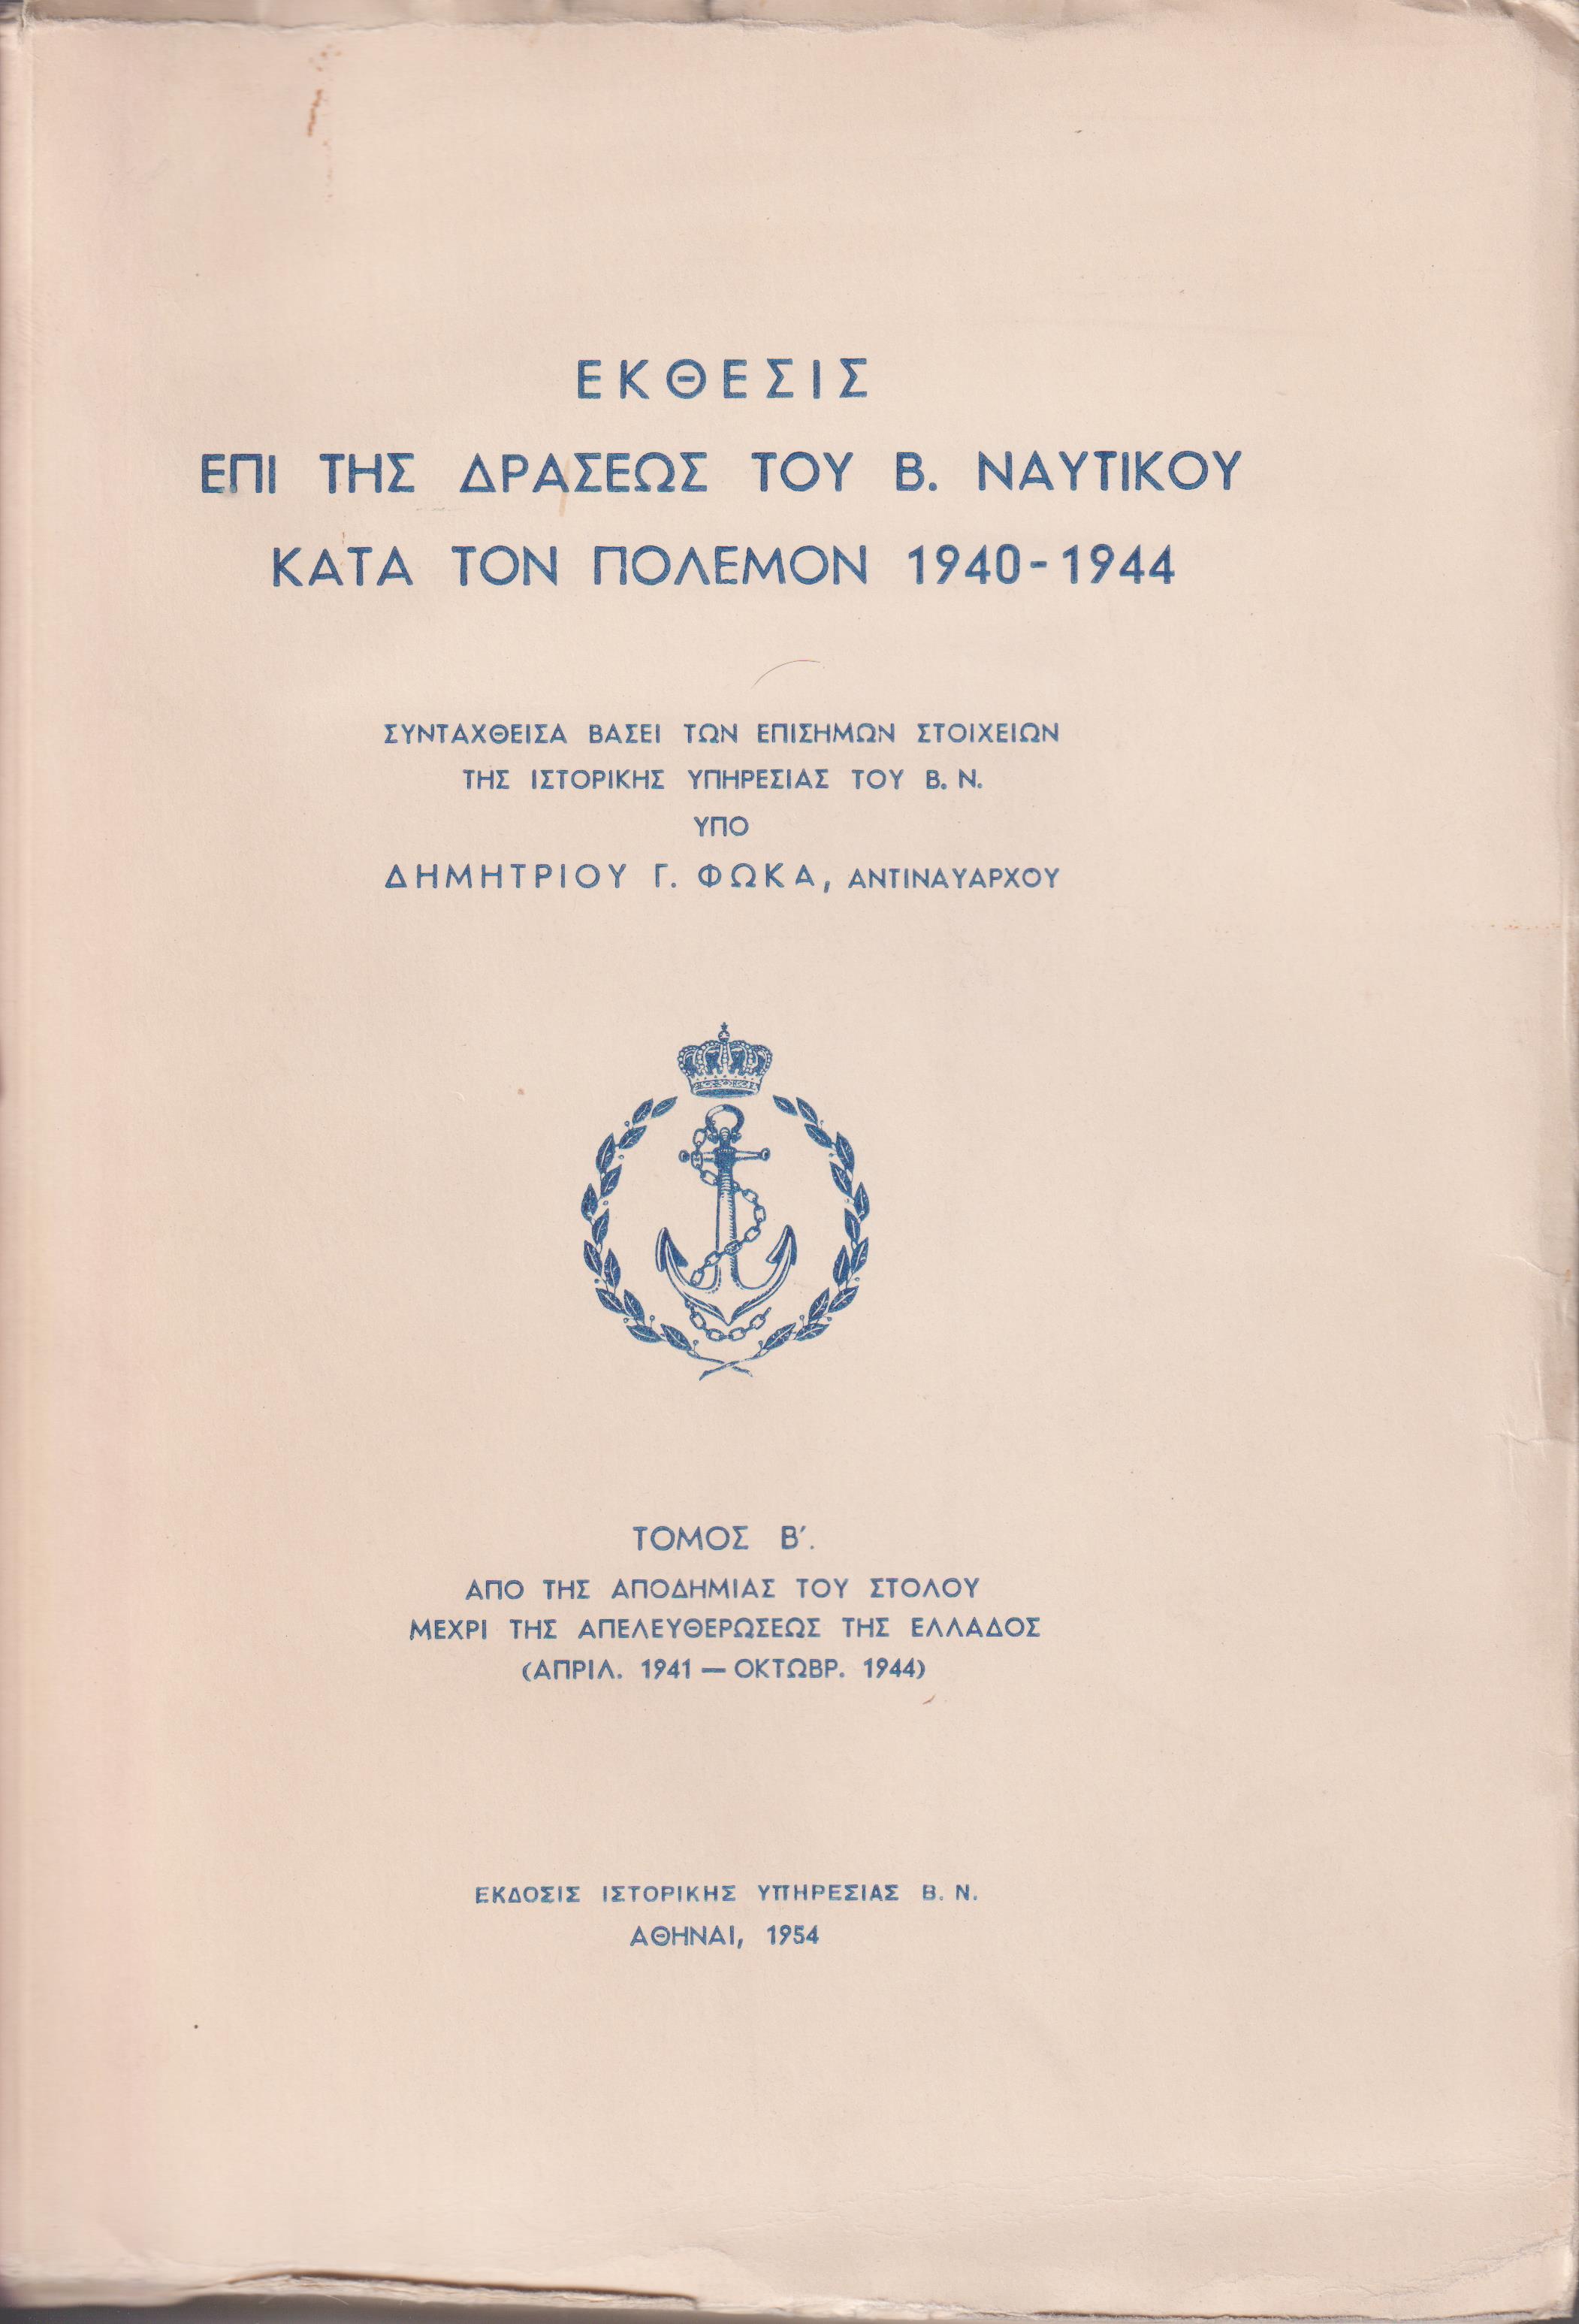 ΕΚΘΕΣΙΣ
ΕΠΙ ΤΗΣ ΔΡΑΣΕΩΣ ΤΟΥ Β. ΝΑΥΤΙΚΟΥ
ΚΑΤΑ ΤΟΝ ΠΟΛΕΜΟΝ 1940-1944
ΣΥΝΤΑΧΘΕΙΣΑ ΒΑΣΕΙ ΤΩΝ ΕΠΙΣΗΜΩΝ ΣΤΟΙΧΕΙΩΝ
ΤΗΣ ΙΣΤΟΡΙΚΗΣ ΥΠΗΡΕΣΙΑΣ ΤΟΥ Β. Ν.
ΥΠΟ
ΔΗΜΗΤΡΙΟΥ Γ. ΦΩΚΑ, ΑΝΤΙΝΑΥΑΡΧΟΥ
ΤΟΜΟΣ Β΄.
ΑΠΟ ΤΗΣ ΑΠΟΔΗΜΙΑΣ ΤΟΥ ΣΤΟΛΟΥ
ΜΕΧΡΙ ΤΗΣ ΑΠΕΛΕΥΘΕΡΩΣΕΩΣ ΤΗΣ ΕΛΛΑΔΟΣ
(ΑΠΡΙΛ. 1941 — ΟΚΤΩΒΡ. 1944)
ΕΚΔΟΣΙΣ ΙΣΤΟΡΙΚΗΣ ΥΠΗΡΕΣΙΑΣ Β. Ν.
ΑΘΗΝΑΙ, 1954